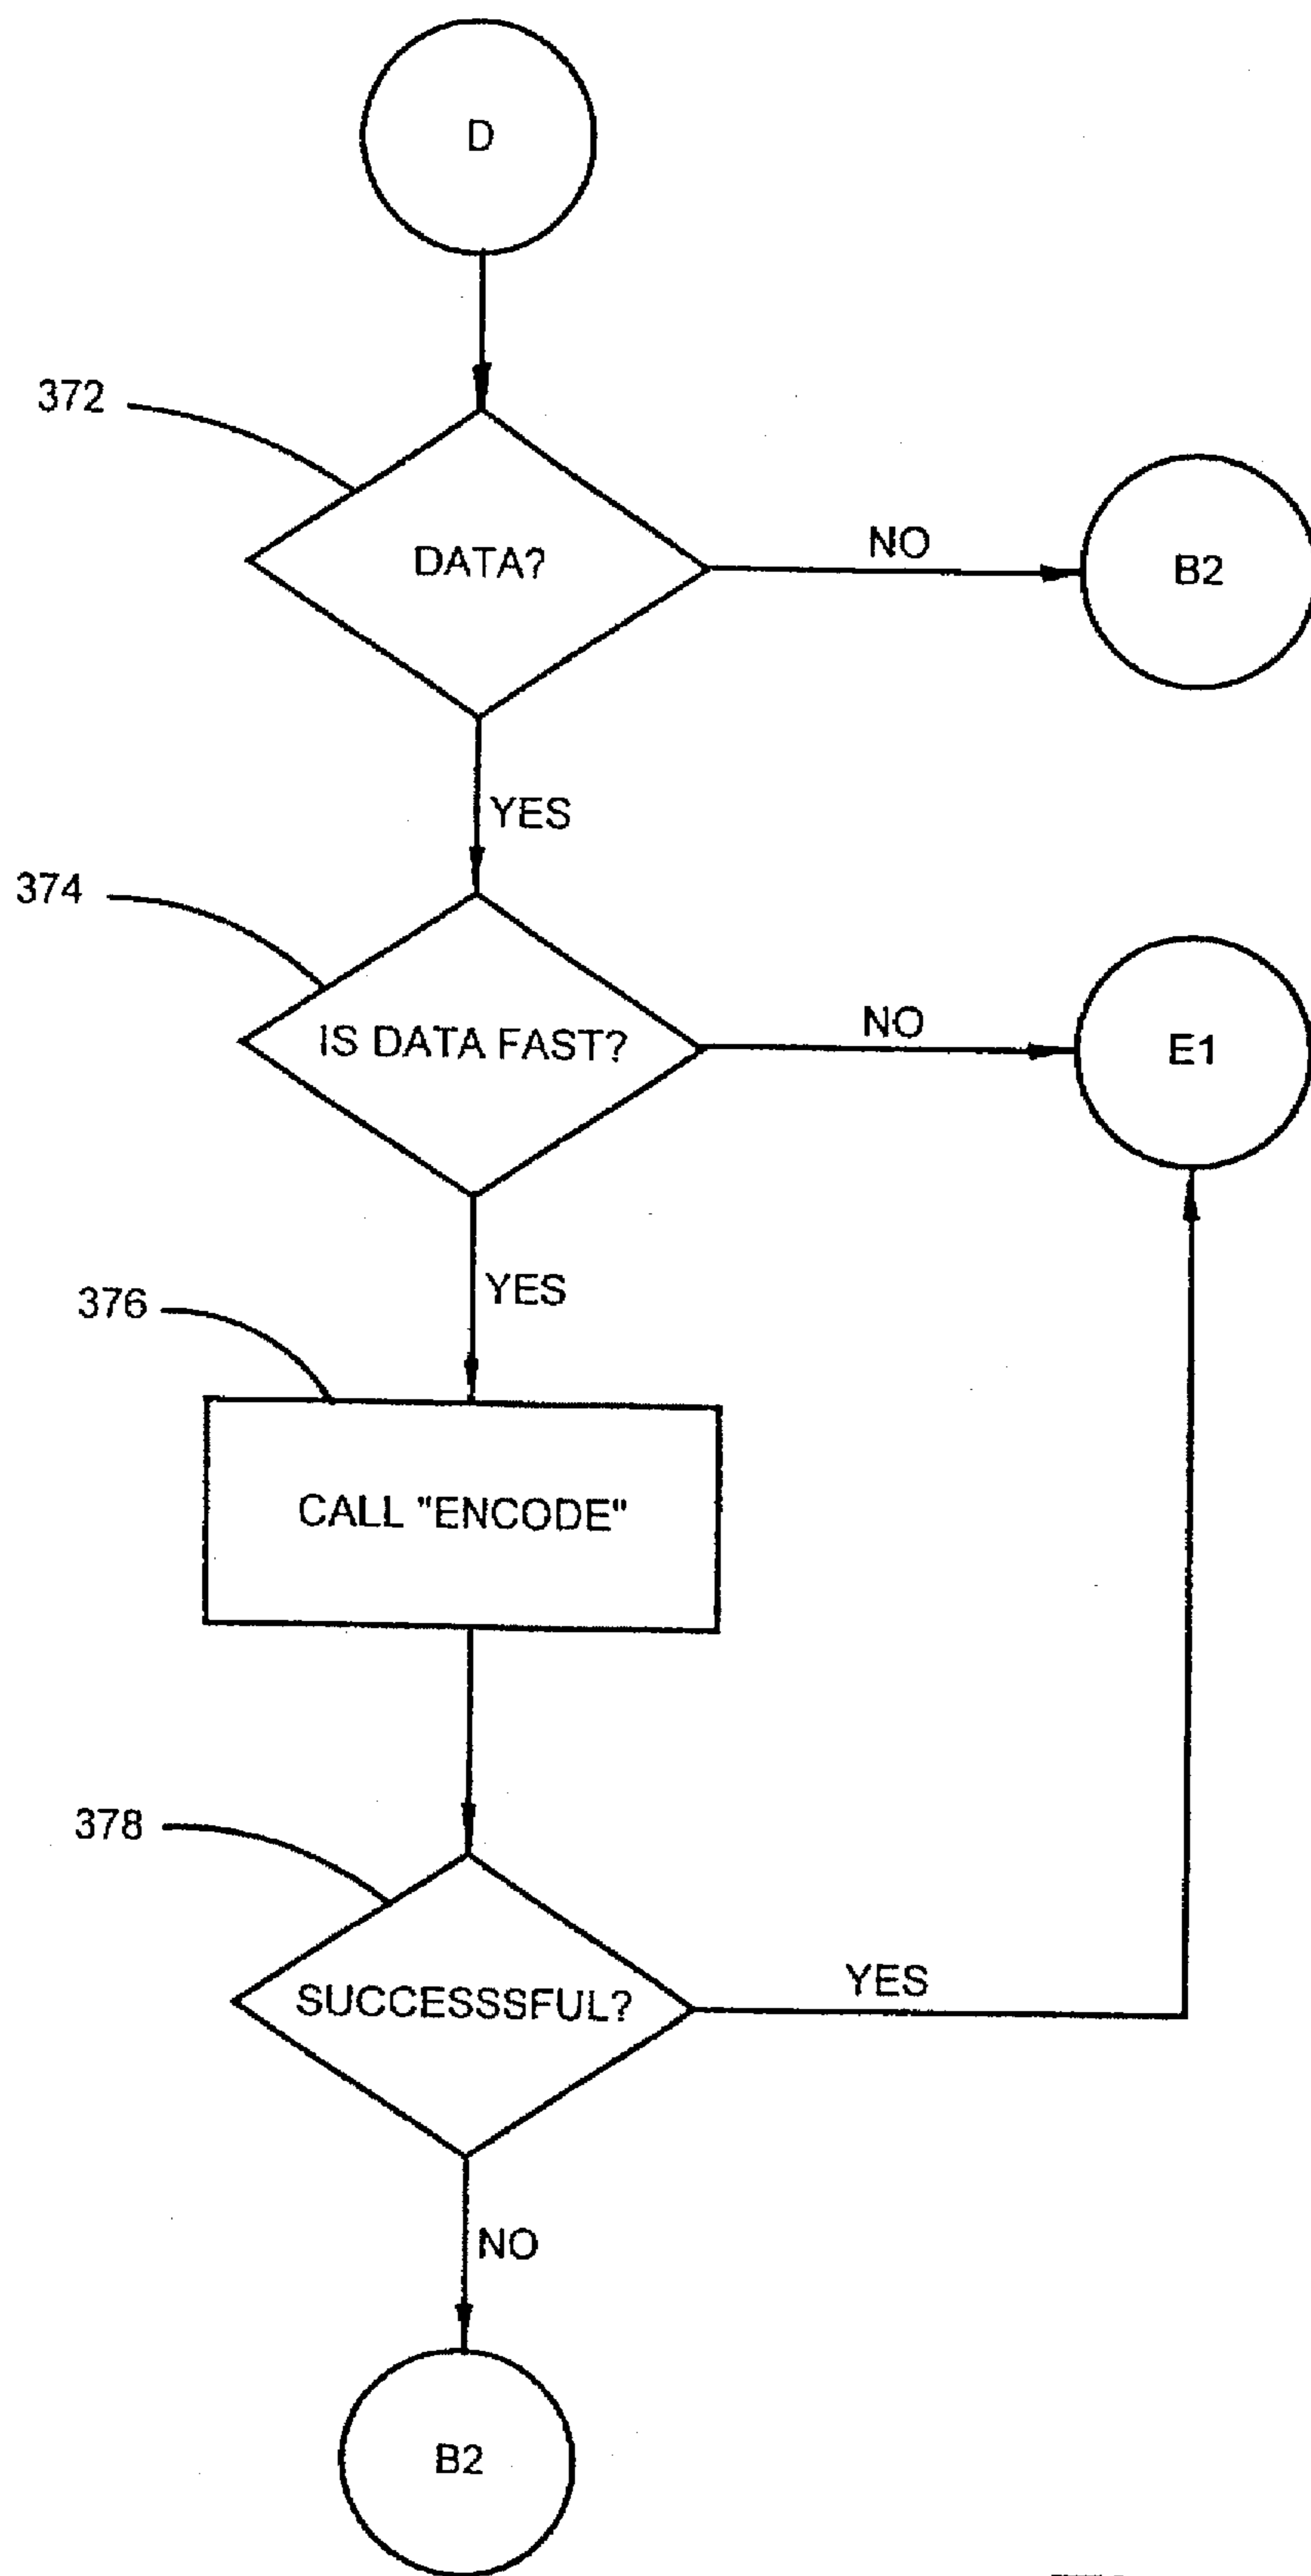 D
372
DATA?
NO
B2
YES
374
IS DATA FAST?
NO
E1
YES
376
CALL "ENCODE"
378
SUCCESSSFUL?
YES
NO
B2